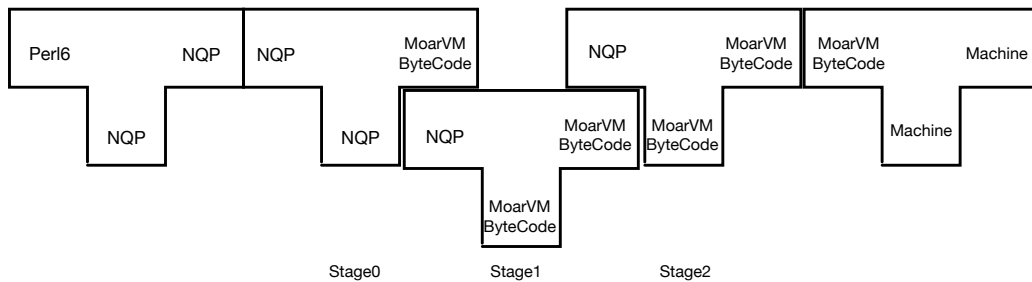 Perl6
NQP
NQP
NQP
MoarVM
ByteCode
NQP
NQP
MoarVM
ByteCode
MoarVM
ByteCode
NQP
MoarVM
ByteCode
MoarVM
ByteCode
MoarVM
ByteCode
Machine
Machine
Stage0
Stage1
Stage2